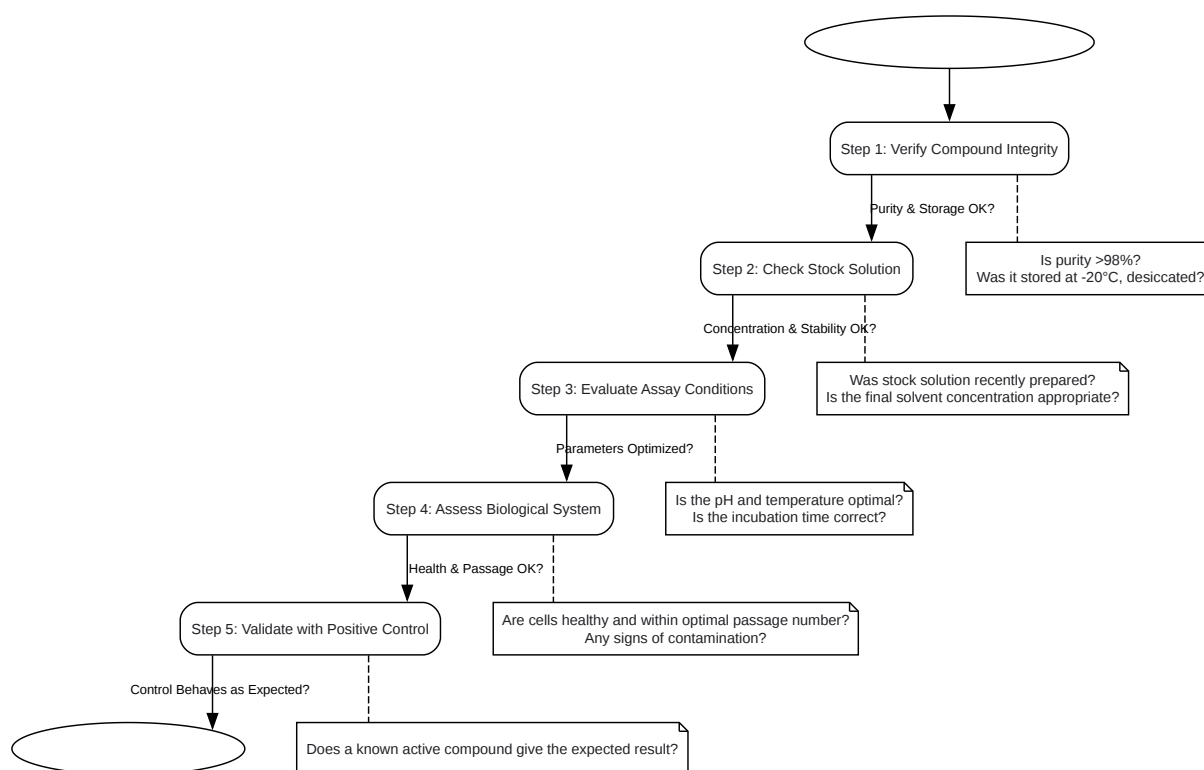 Step 1: Verify Compound Integrity
Purity & Storage OK?
Step 2: Check Stock Solution
Is purity >98%?
Was it stored at -20°C, desiccated?
Concentration & Stability OK?
Step 3: Evaluate Assay Conditions
Was stock solution recently prepared?
Is the final solvent concentration appropriate?
Parameters Optimized?
Step 4: Assess Biological System
Is the pH and temperature optimal?
Is the incubation time correct?
Health & Passage OK?
Step 5: Validate with Positive Control
Are cells healthy and within optimal passage number?
Any signs of contamination?
Control Behaves as Expected?
Does a known active compound give the expected result?